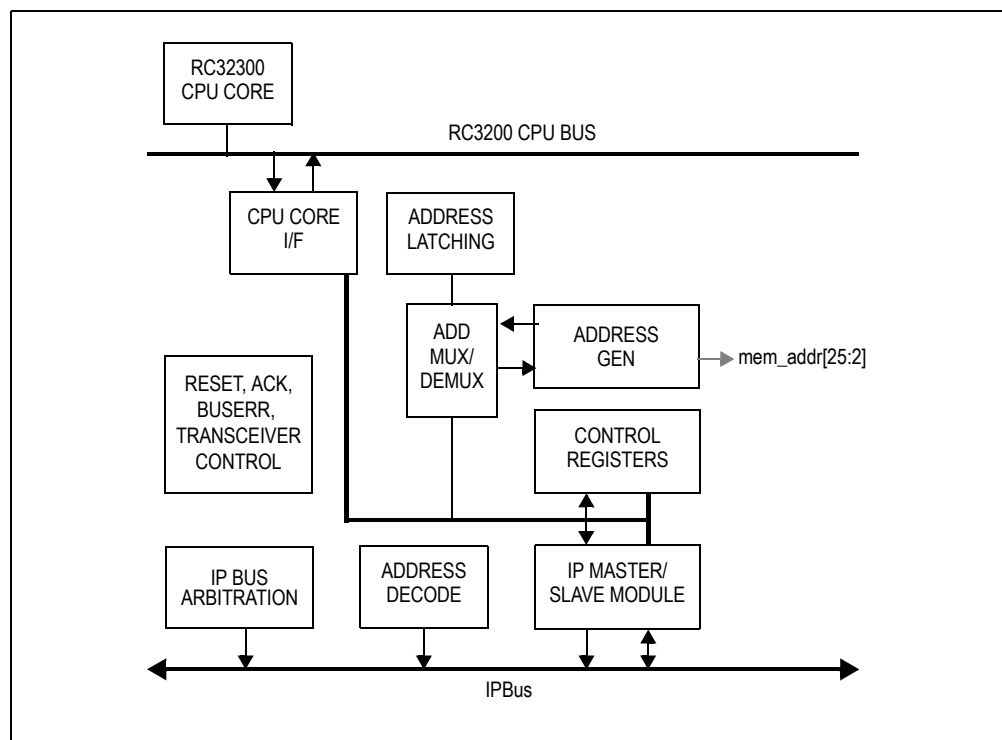 RC32300
CPU CORE
RC3200 CPU BUS
CPU CORE
I/F
ADDRESS
LATCHING
ADD
MUX/
DEMUX
ADDRESS
GEN
mem_addr[25:2]
RESET, ACK,
BUSERR,
TRANSCEIVER
CONTROL
CONTROL
REGISTERS
IP BUS
ARBITRATION
ADDRESS
DECODE
IP MASTER/
SLAVE MODULE
IPBus